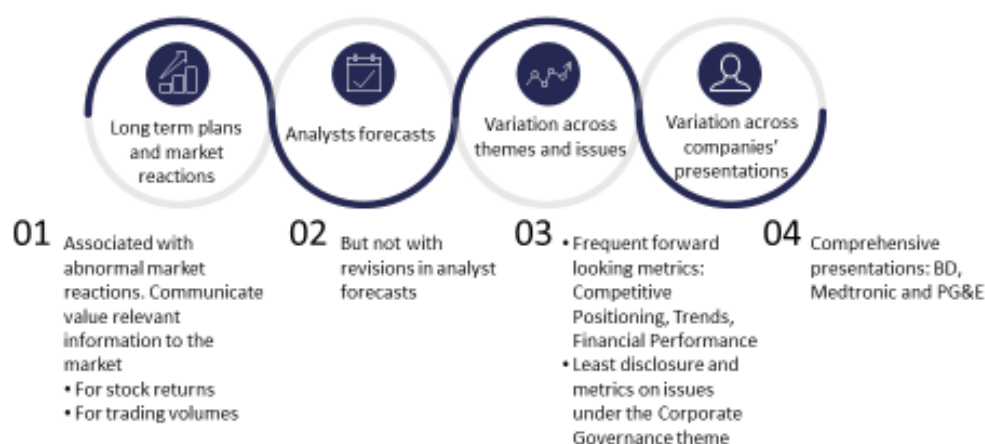 Long term plans
and market
reactions
Analysts forecasts
Variation across
themes and issues
Variation across
companies'
presentations
01
Associated with
abnormal market
reactions. Communicate
value relevant
information to the
market
• For stock returns
• For trading volumes
02
But not with
revisions in analyst
forecasts
03
• Frequent forward
looking metrics:
Competitive
Positioning, Trends,
Financial Performance
• Least disclosure and
metrics on issues
under the Corporate
Governance theme
04
Comprehensive
presentations: BD,
Medtronic and PG&E